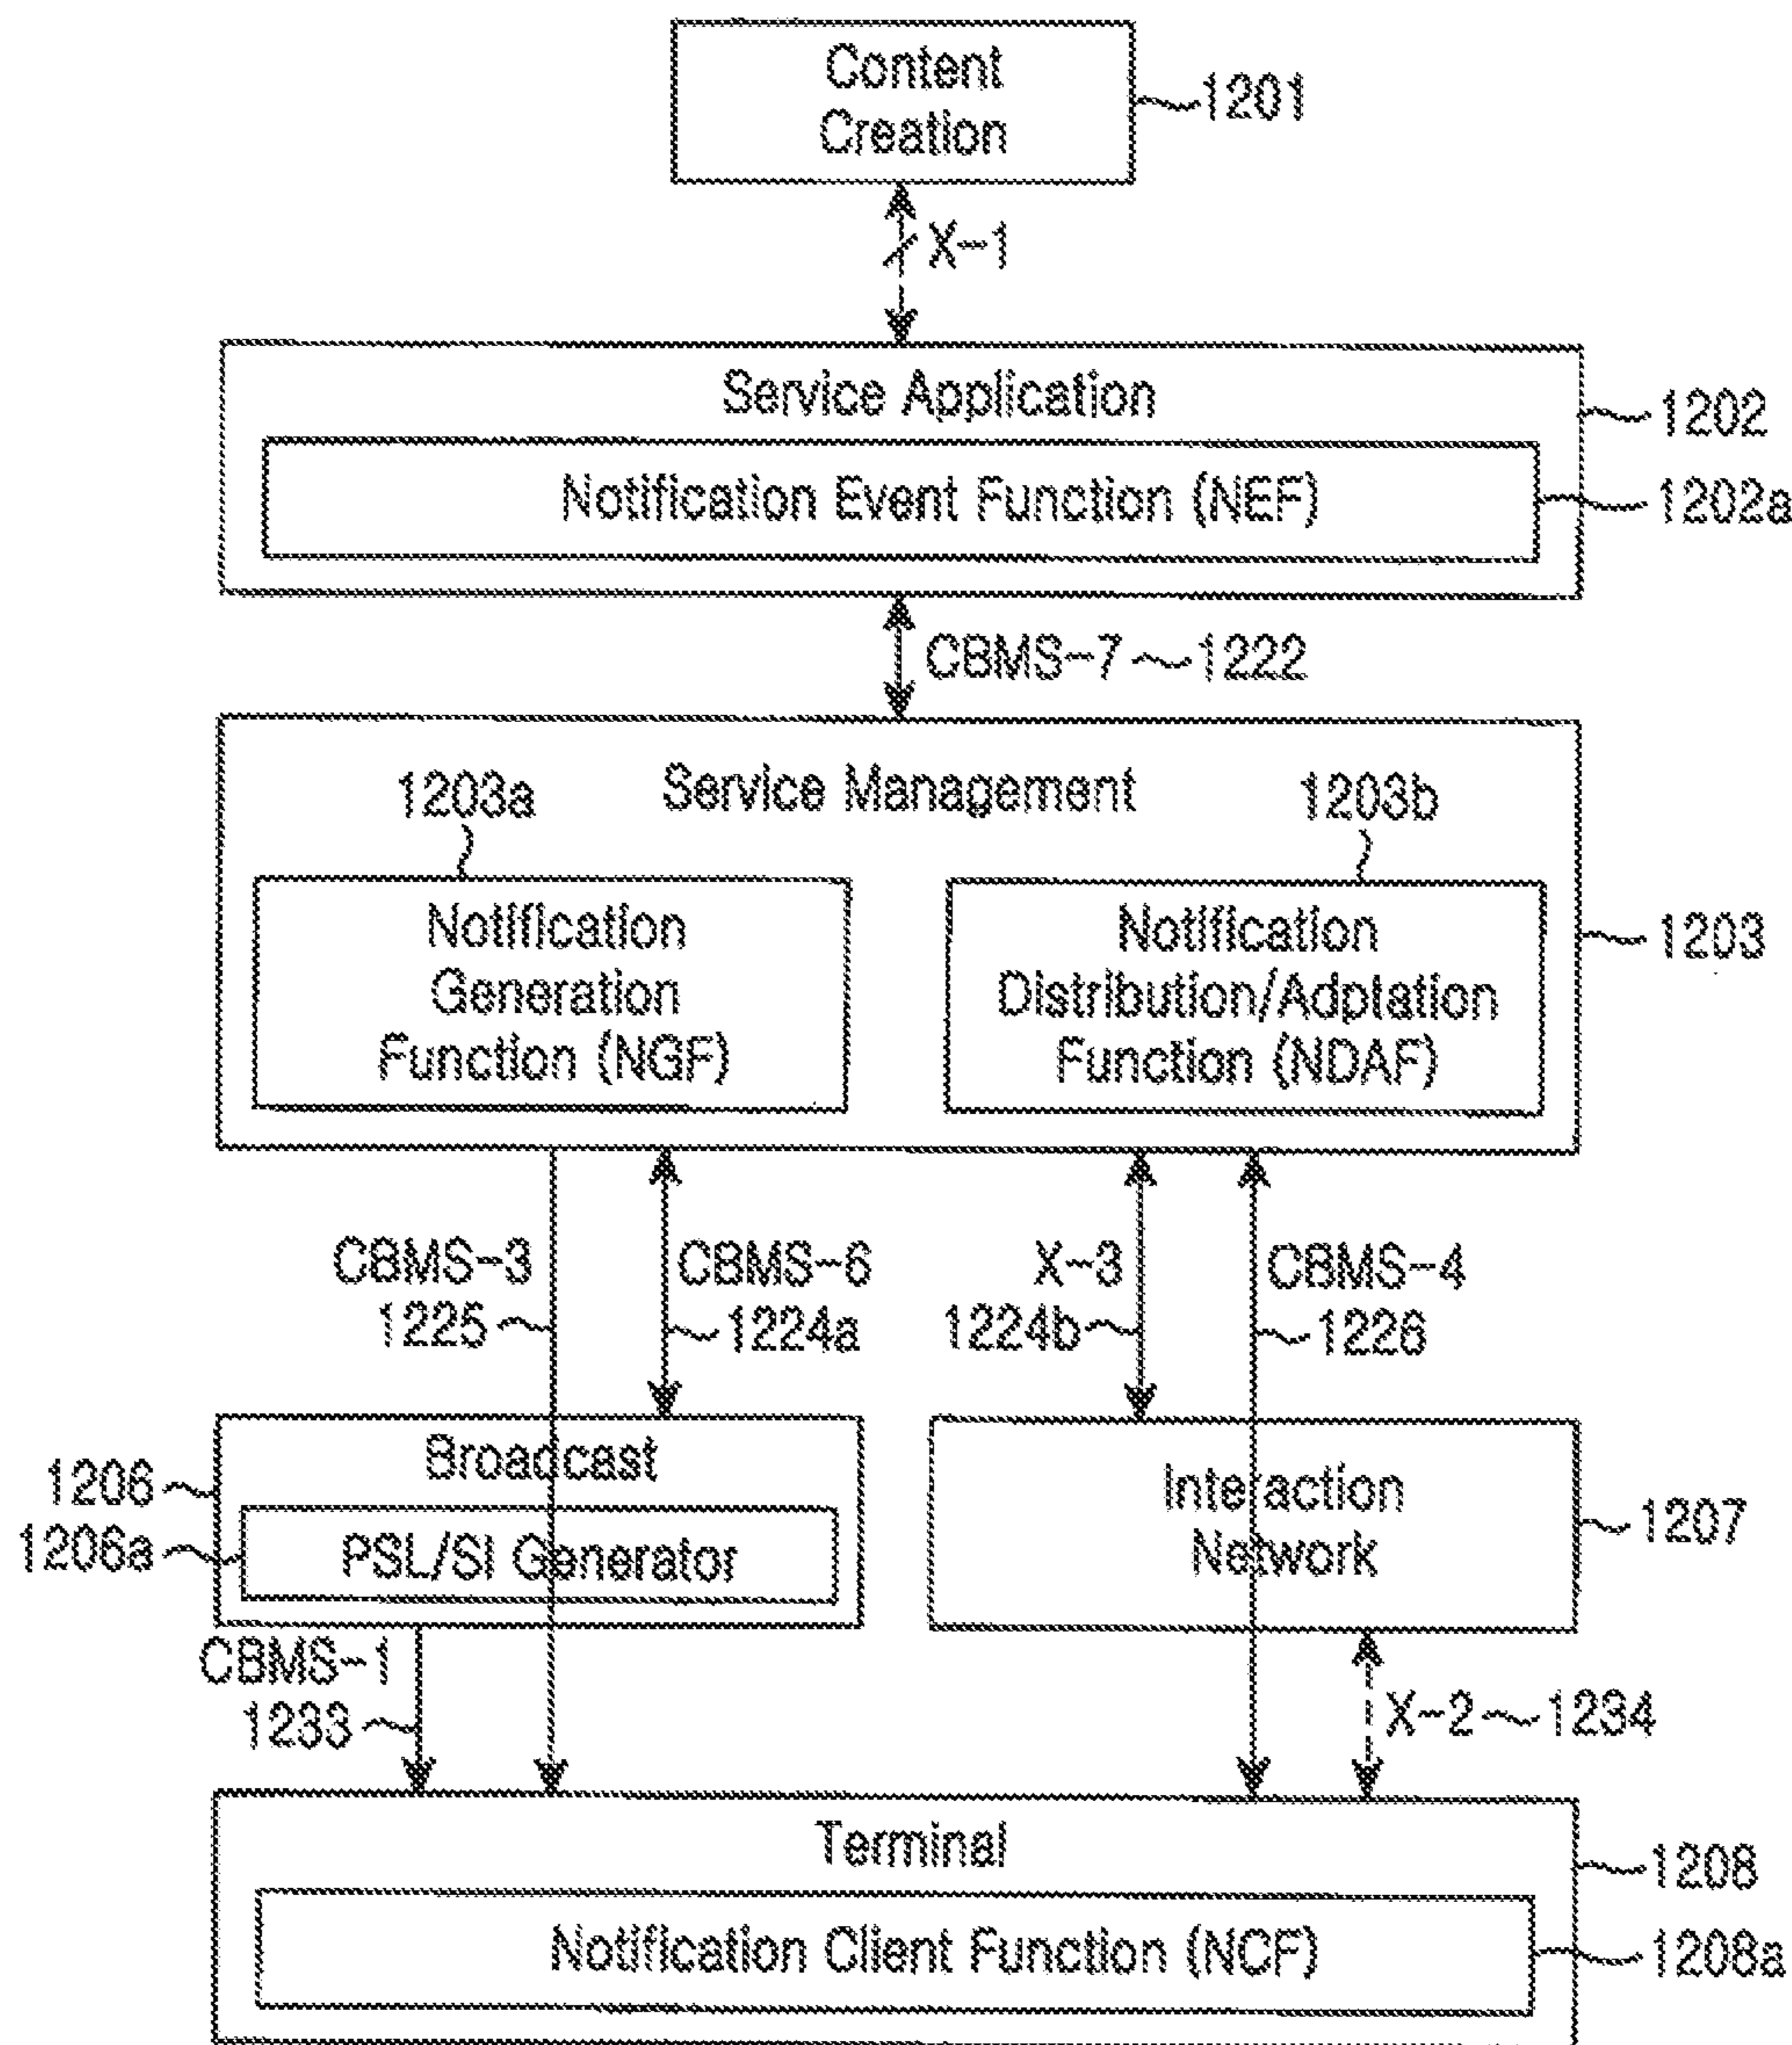 Content
Creation
1201
X-1
Service Application
1202
Notification Event Function (NEF)
1202a
CBMS-7
1222
Service Management
1203a
1203b
Notification
Generation
Function (NGF)
Notification
Distribution/Adptation
Function (NDAF)
1203
CBMS-3
1225
CBMS-6
1224a
X-3
1224b
CBMS-4
1226
Broadcast
1206
PSL/SI Generator
1206a
Interaction
Network
1207
CBMS-1
1233
X-2
1234
Terminal
1208
Notification Client Function (NCF)
1208a